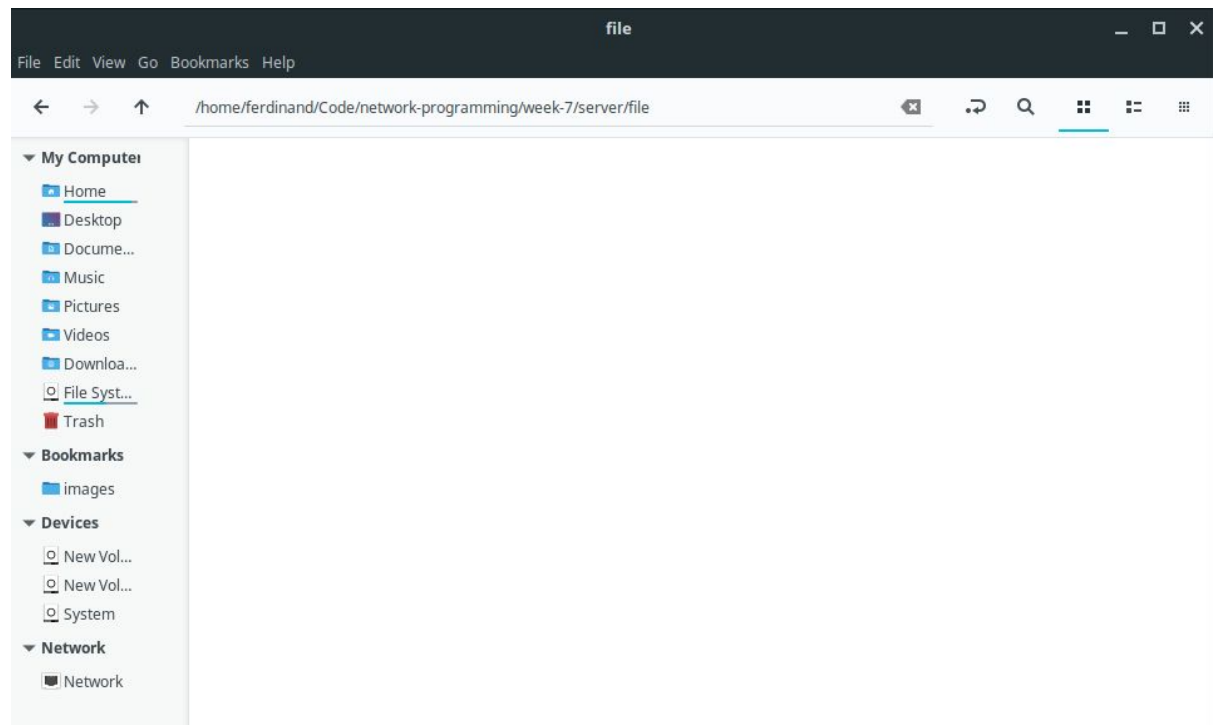 file
File Edit View Go Bookmarks Help
/home/ferdinand/Code/network-programming/week-7/server/file
My Computer
Home
Desktop
Docume...
Music
Pictures
Videos
Downloa...
File Syst...
Trash
Bookmarks
images
Devices
New Vol...
New Vol...
System
Network
Network